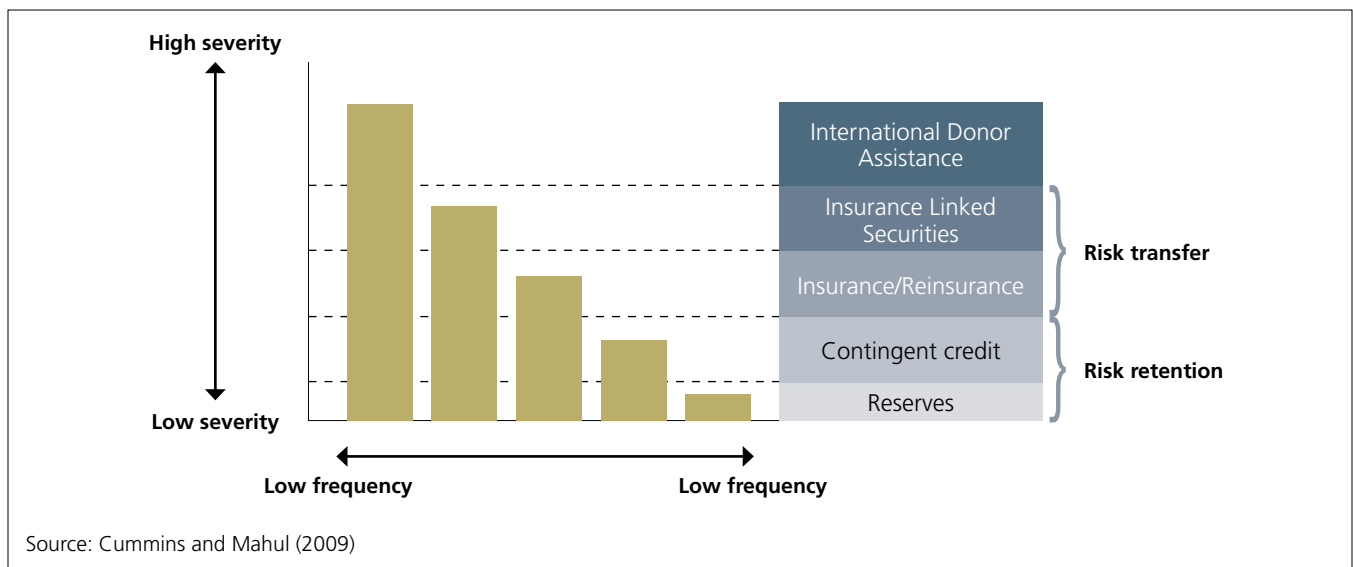 High severity
International Donor
Assistance
Insurance Linked
Securities
Risk transfer
Insurance/Reinsurance
Contingent credit
Risk retention
Reserves
Low severity
Low frequency
Low frequency
Source: Cummins and Mahul (2009)